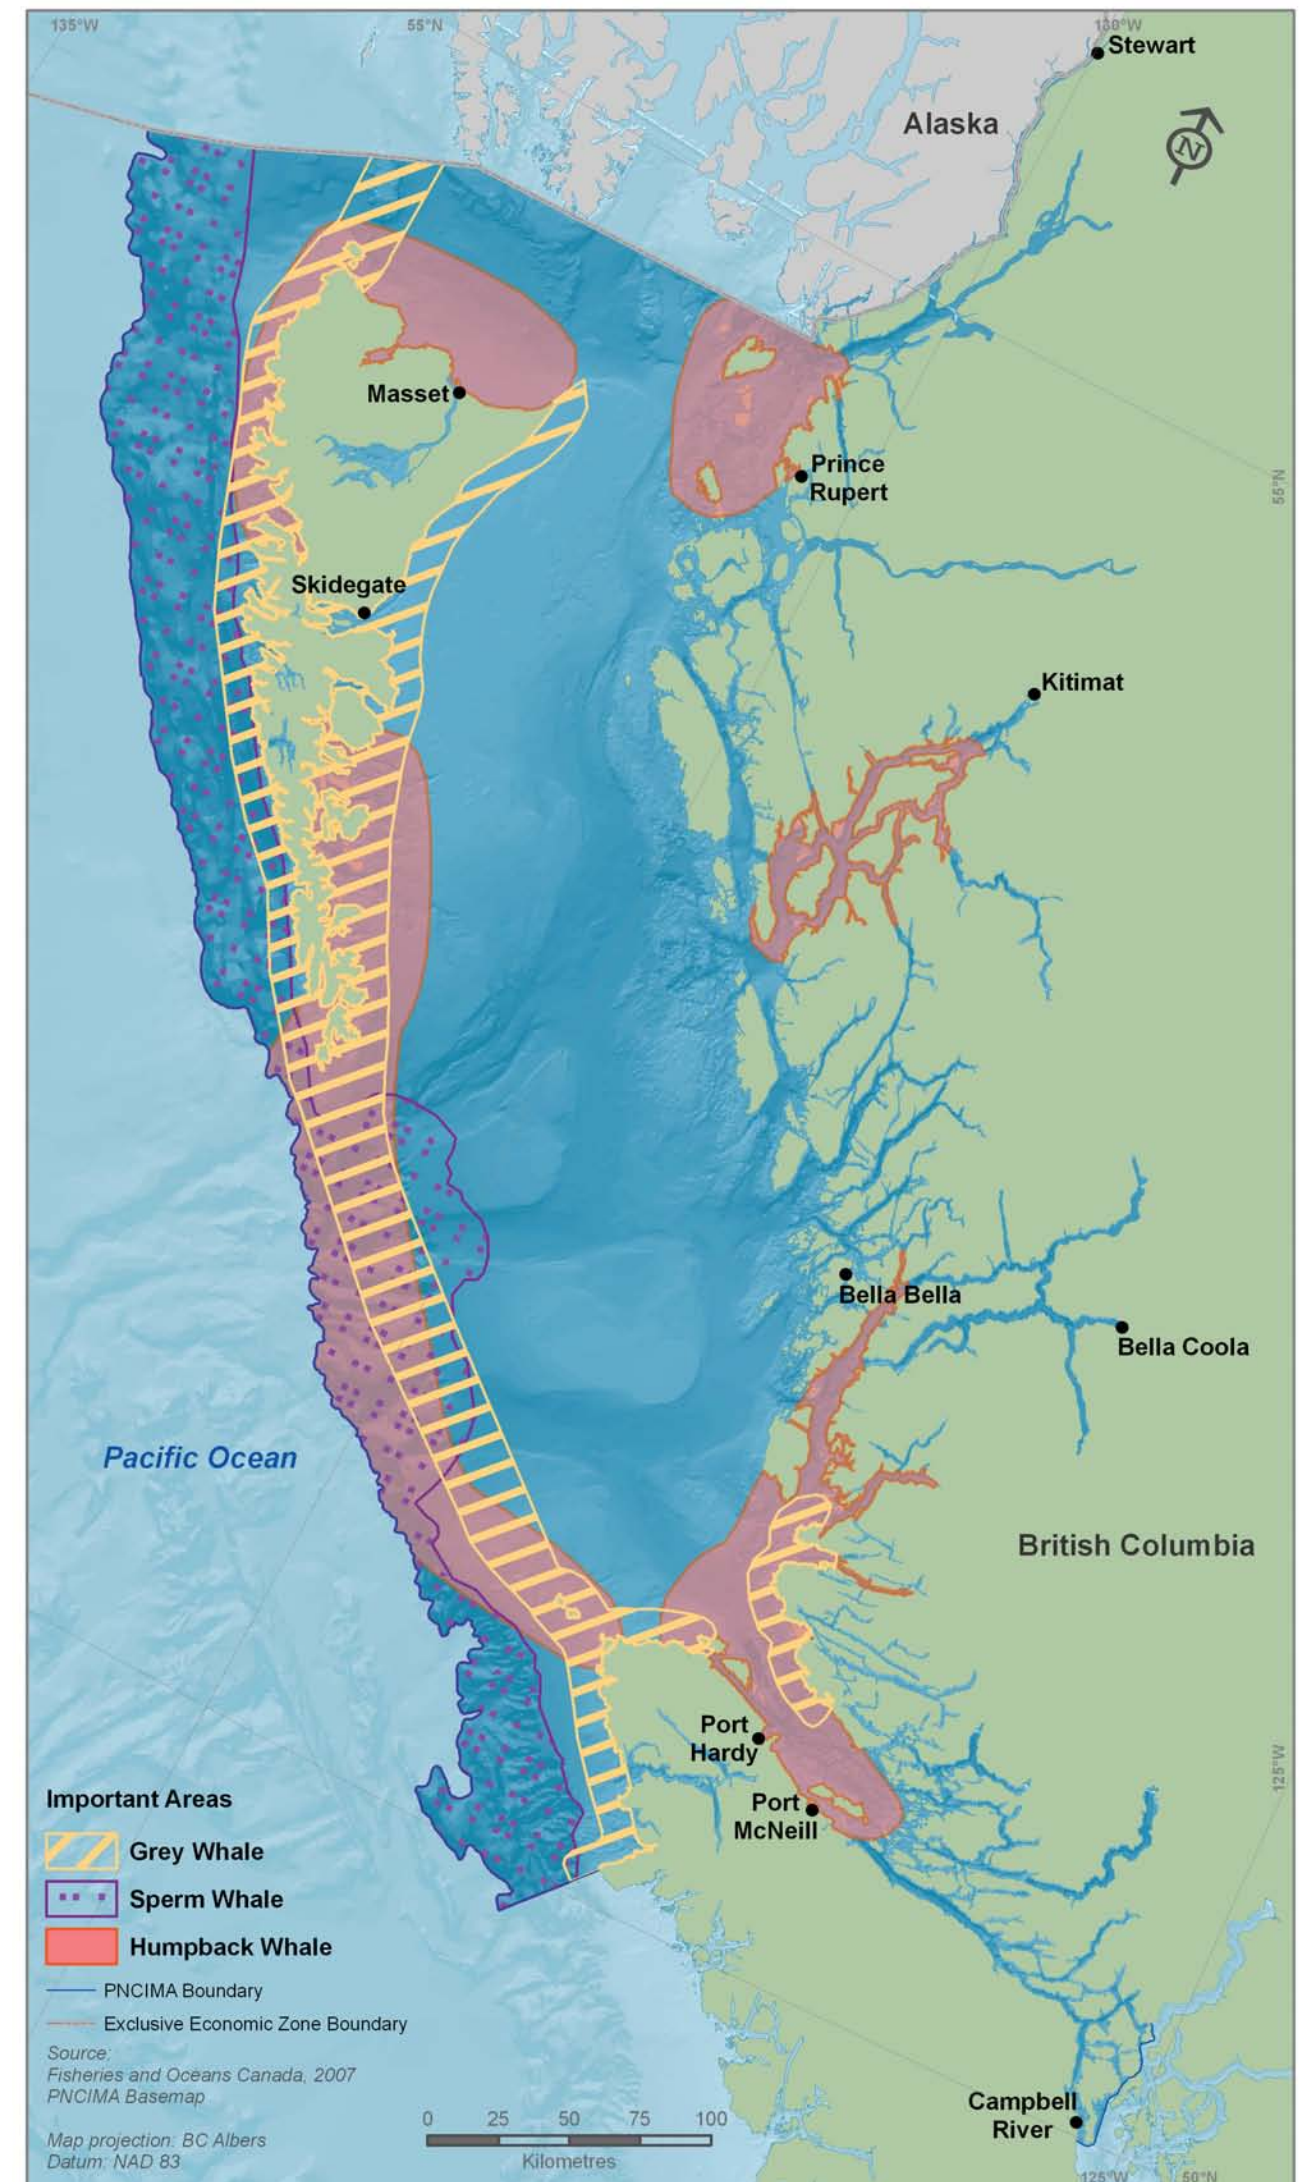 135°W
55°N
130°W
Stewart
Alaska
N
Masset
Prince
Rupert
55°N
Skidegate
Kitimat
Bella Bella
Bella Coola
Pacific Ocean
British Columbia
Port
Hardy
Port
McNeill
125°W
Important Areas
Grey Whale
Sperm Whale
Humpback Whale
PNCIMA Boundary
Exclusive Economic Zone Boundary
Source:
Fisheries and Oceans Canada, 2007
PNCIMA Basemap
Map projection: BC Albers
Datum: NAD 83
0 25 50 75 100
Kilometres
Campbell
River
125°W
50°N